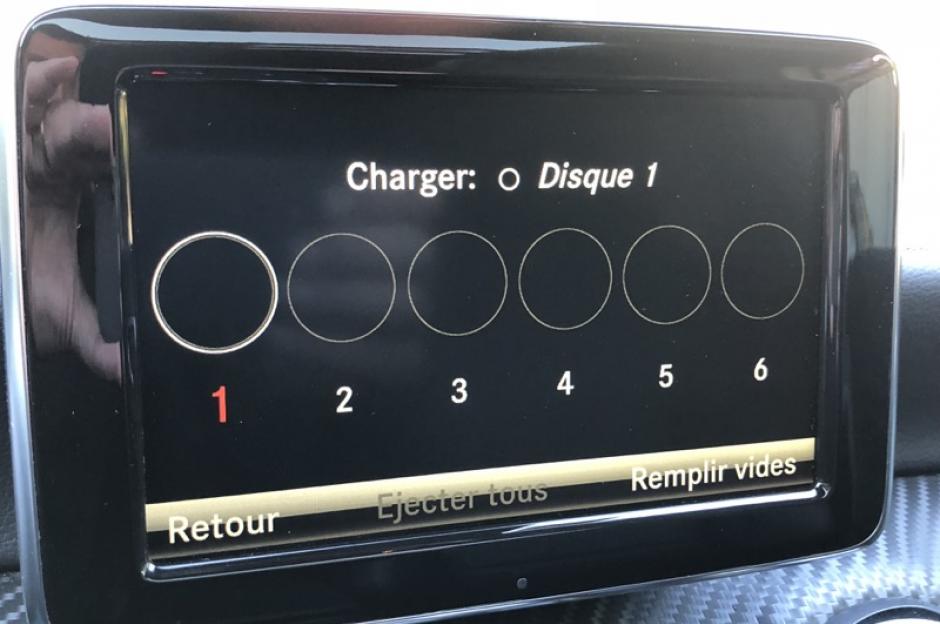 Charger: Disque 1
1 2 3 4 5 6
Retour Ejecter tous Remplir vides